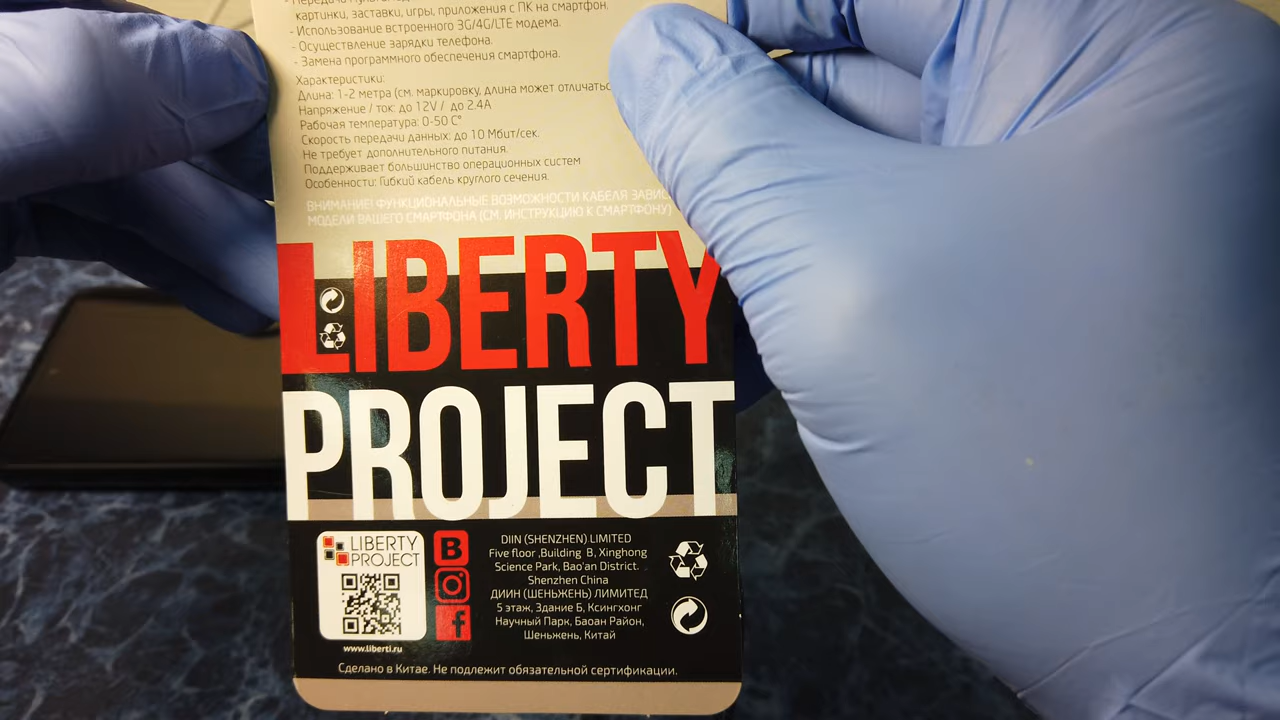 картинки, заставки, игры, приложения с ПК на смартфон.
- Использование встроенного 3G/4G/LTE модема.
- Осуществление зарядки телефона.
- Замена программного обеспечения смартфона.
Характеристики:
Длина: 1-2 метра (см. маркировку, длина может отличатьс
Напряжение / ток: до 12V / до 2.4A
Рабочая температура: 0-50 C°
Скорость передачи данных: до 10 Мбит/сек.
Не требует дополнительного питания.
Поддерживает большинство операционных систем
Особенности: Гибкий кабель круглого сечения.
ВНИМАНИЕ! ФУНКЦИОНАЛЬНЫЕ ВОЗМОЖНОСТИ КАБЕЛЯ ЗАВИС
МОДЕЛИ ВАШЕГО СМАРТФОНА (СМ. ИНСТРУКЦИЮ К СМАРТФОНУ)
LIBERTY
PROJECT
LIBERTY
PROJECT
www.liberti.ru
B
f
DIIN (SHENZHEN) LIMITED
Five floor ,Building B, Xinghong
Science Park, Bao'an District.
Shenzhen China
ДИИН (ШЕНЬЖЕНЬ) ЛИМИТЕД
5 этаж, Здание Б, Ксингхонг
Научный Парк, Баоан Район,
Шеньжень, Китай
Сделано в Китае. Не подлежит обязательной сертификации.